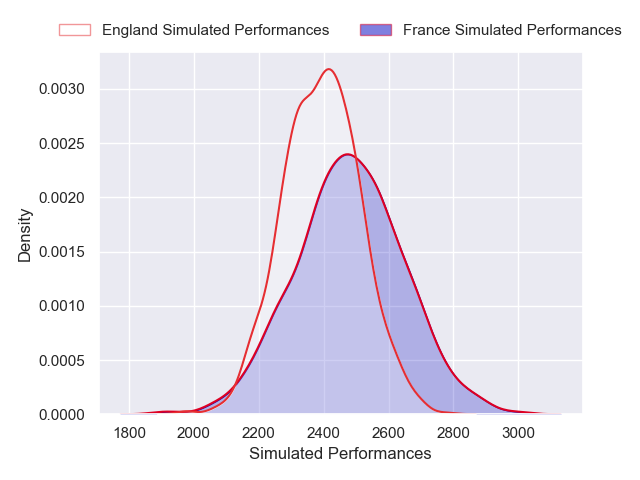 England Simulated Performances France Simulated Performances
0.0030
0.0025
0.0020
0.0015
0.0010
0.0005
0.0000
Density
1800 2000 2200 2400 2600 2800 3000
Simulated Performances